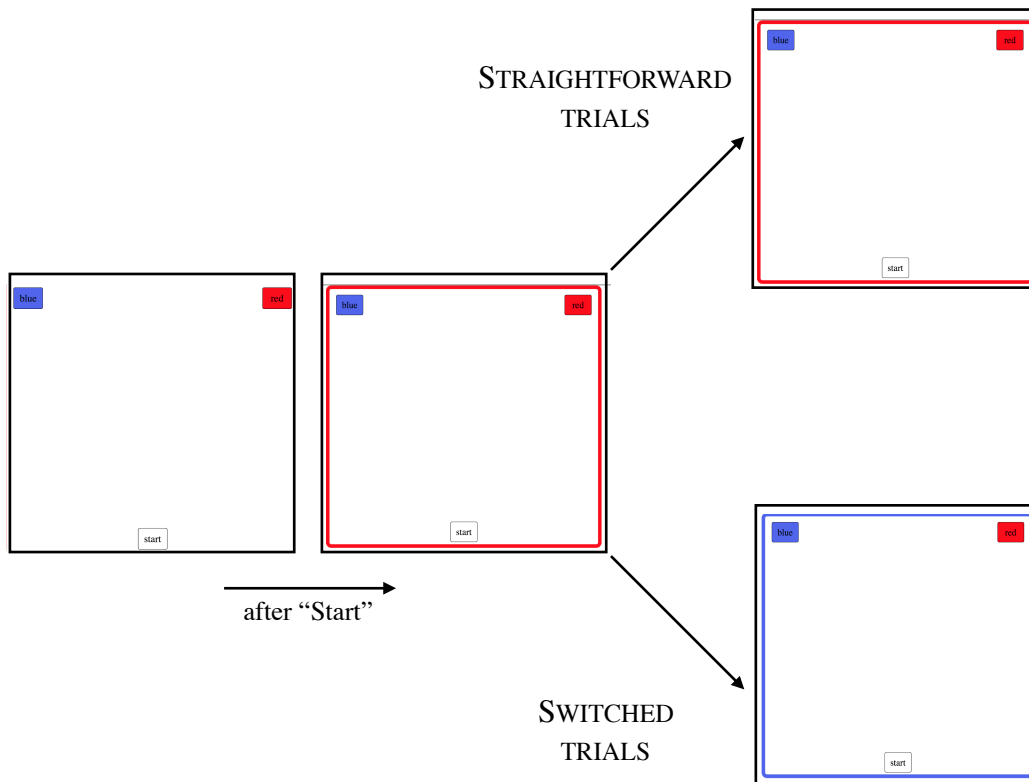 blue red
STRAIGHTFORWARD
TRIALS
start
blue red
start
blue red
start
after “Start”
blue red
SWITCHED
TRIALS
start